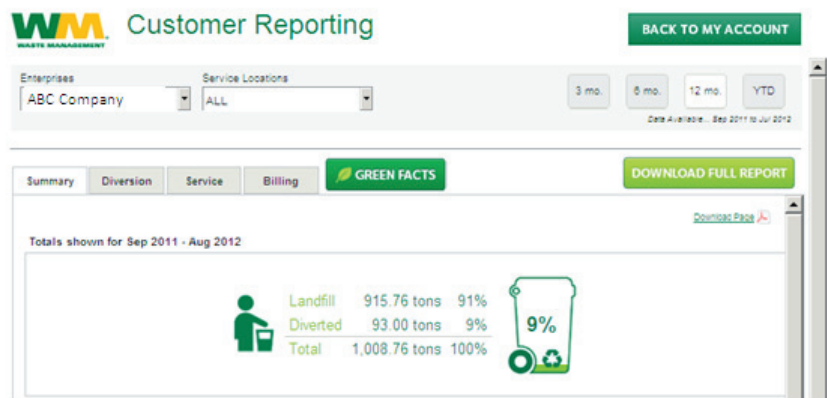 WM Customer Reporting
WASTE MANAGEMENT
BACK TO MY ACCOUNT
Enterprises
Service Locations
ABC Company
ALL
3 mo.
6 mo.
12 mo.
YTD
Data Available... Sep 2011 to Jul 2012
Summary
Diversion
Service
Billing
GREEN FACTS
DOWNLOAD FULL REPORT
Download Page
Totals shown for Sep 2011 - Aug 2012
Landfill 915.76 tons 91%
Diverted 93.00 tons 9%
Total 1,008.76 tons 100%
9%